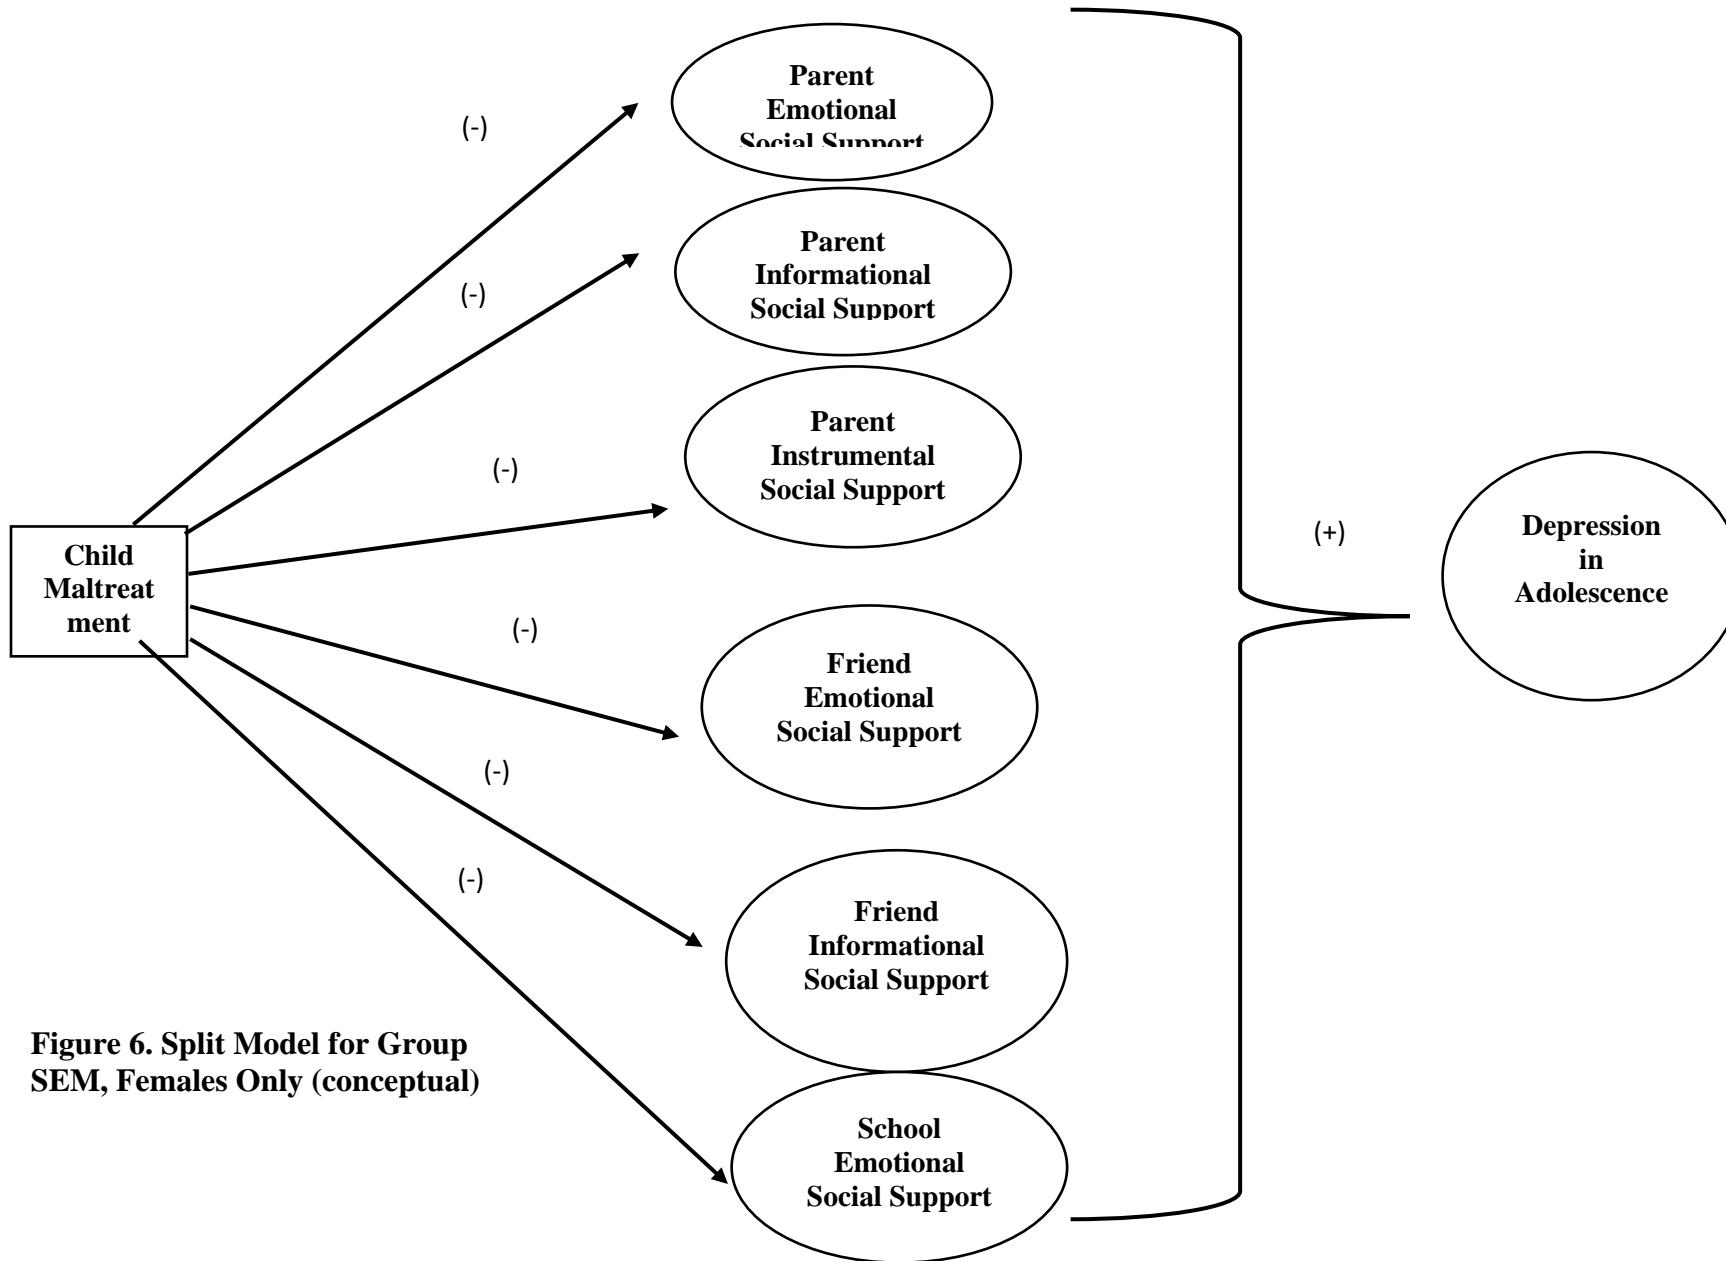 (-)
Parent
Emotional
Social Support
(-)
Parent
Informational
Social Support
(-)
Parent
Instrumental
Social Support
Child
Maltreat
ment
(+)
Depression
in
Adolescence
(-)
Friend
Emotional
Social Support
(-)
Friend
Informational
Social Support
(-)
School
Emotional
Social Support
Figure 6. Split Model for Group
SEM, Females Only (conceptual)